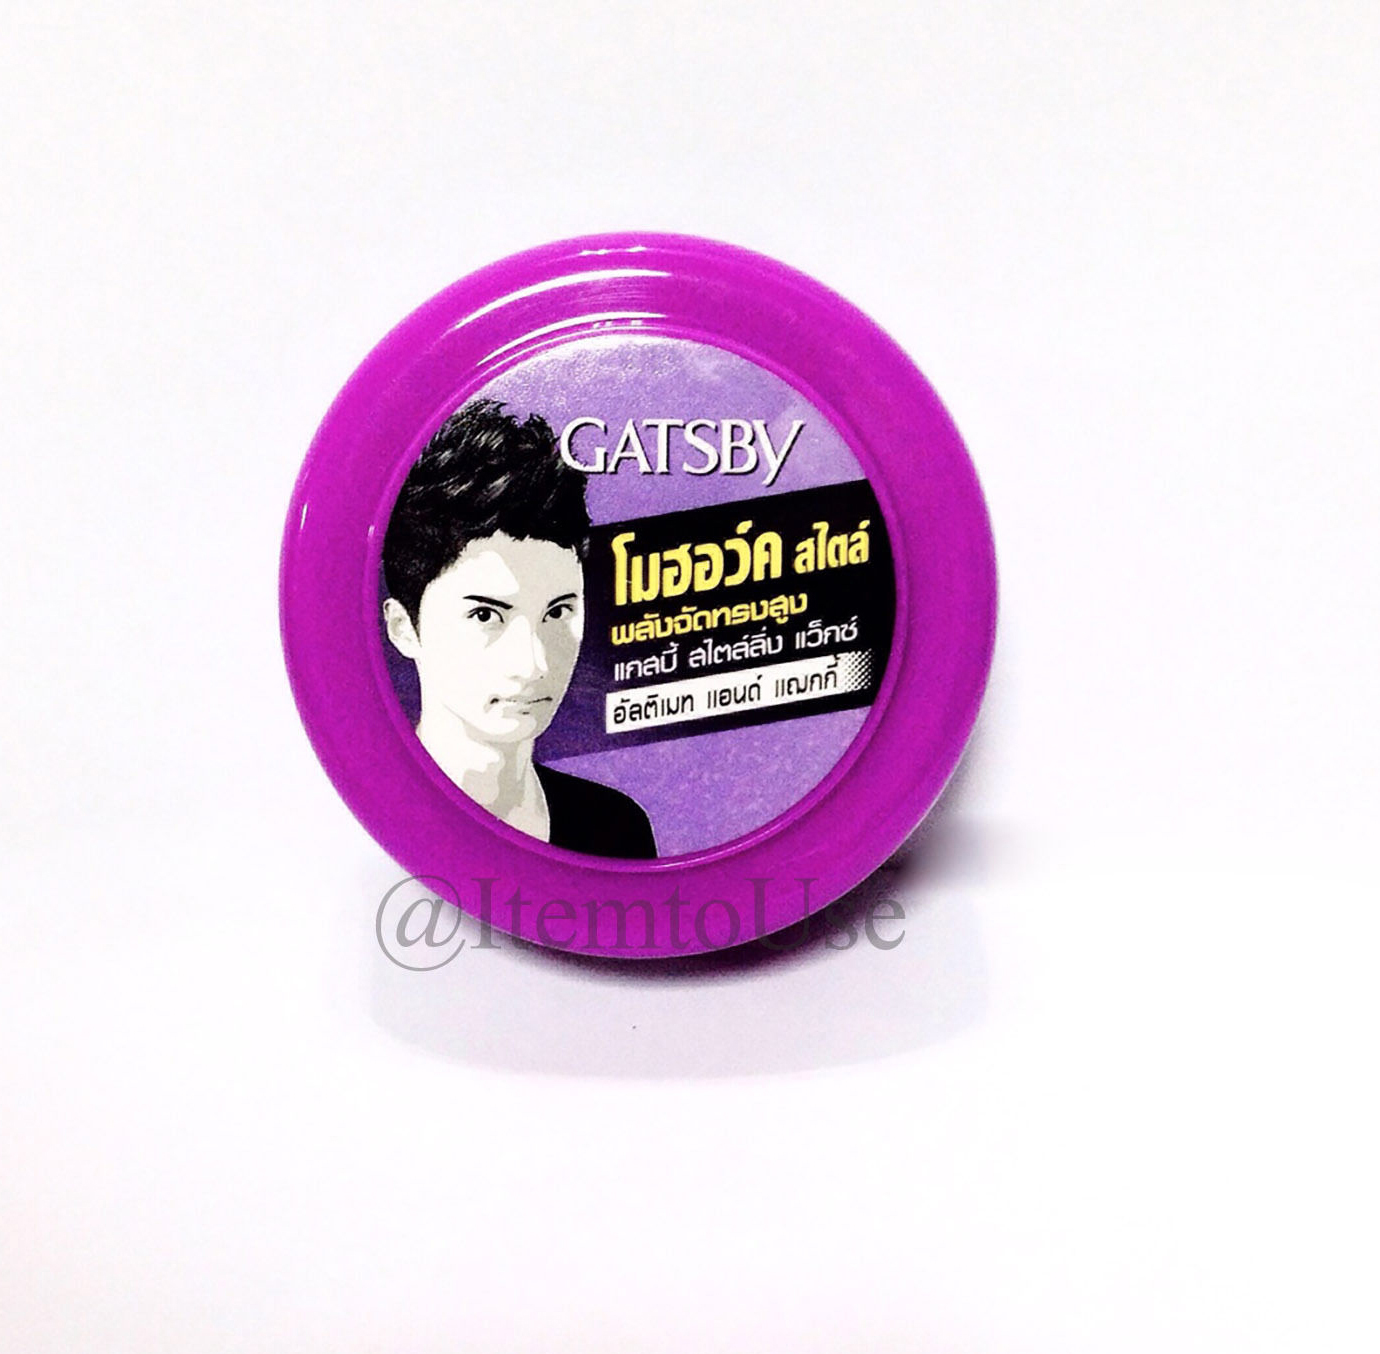 GATSBY
โมฮอว์ค สไตล์
พลังจัดทรงสูง
แกสบี้ สไตล์ลิ่ง แว็กซ์
อัลติเมท แอนด์ แฌกกี้
@ItemtoUse